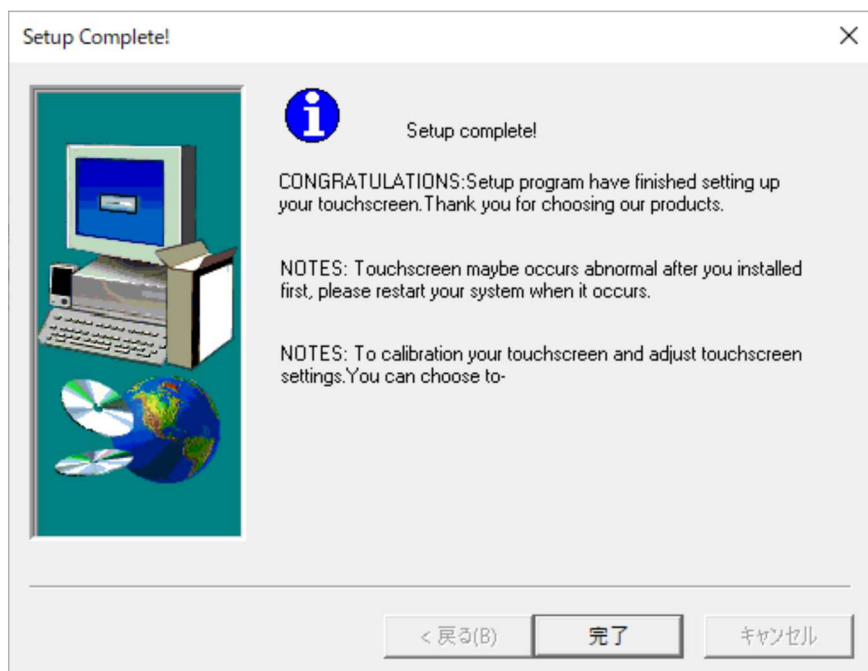 Setup Complete!
Setup complete!
CONGRATULATIONS:Setup program have finished setting up
your touchscreen.Thank you for choosing our products.
NOTES: Touchscreen maybe occurs abnormal after you installed
first, please restart your system when it occurs.
NOTES: To calibration your touchscreen and adjust touchscreen
settings.You can choose to-
< 戻る(B)
完了
キャンセル